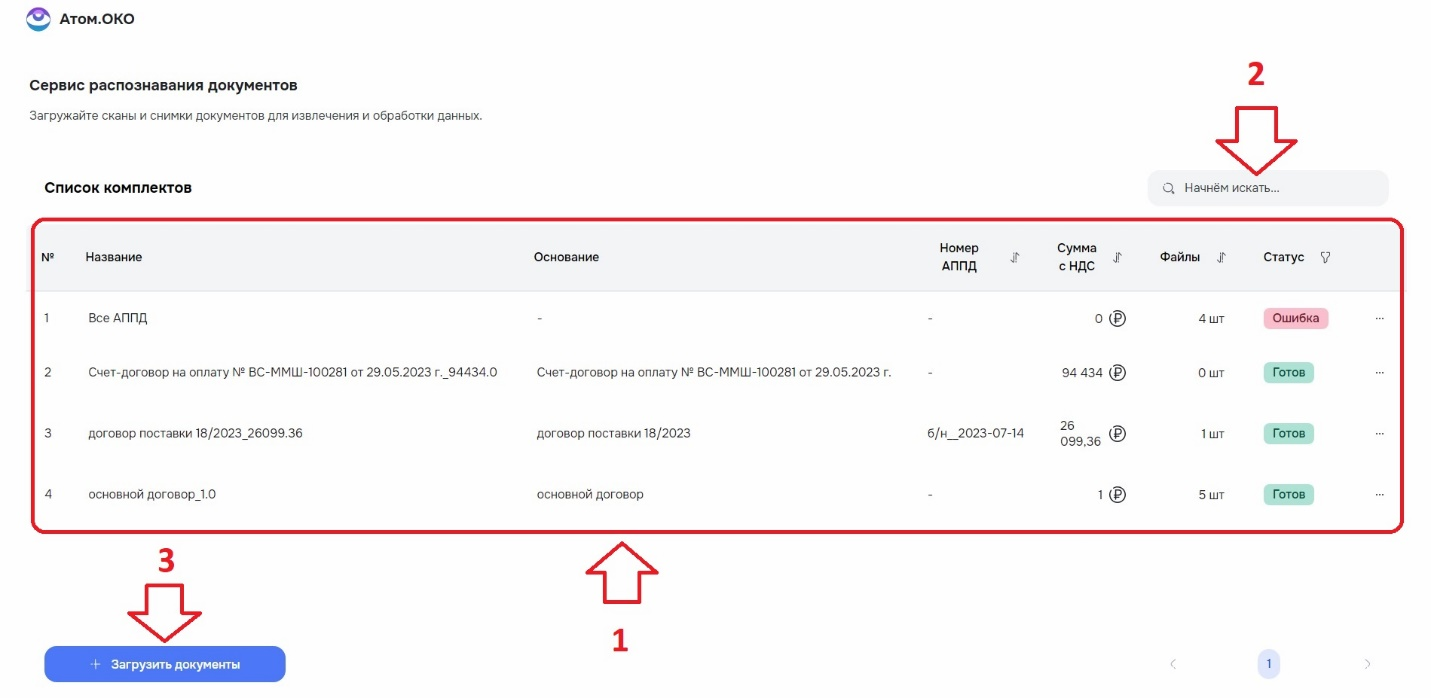 Атом.ОКО
Сервис распознавания документов
2
Загружайте сканы и снимки документов для извлечения и обработки данных.
Список комплектов
Начнём искать...
№ Название Основание Номер АППД Сумма с НДС Файлы Статус
1 Все АППД - - 0 ₽ 4 шт Ошибка ...
2 Счет-договор на оплату № ВС-ММШ-100281 от 29.05.2023 г._94434.0 Счет-договор на оплату № ВС-ММШ-100281 от 29.05.2023 г. - 94 434 ₽ 0 шт Готов ...
3 договор поставки 18/2023_26099.36 договор поставки 18/2023 б/н__2023-07-14 26 099,36 ₽ 1 шт Готов ...
4 основной договор_1.0 основной договор - 1 ₽ 5 шт Готов ...
3
1
+ Загрузить документы
< 1 >